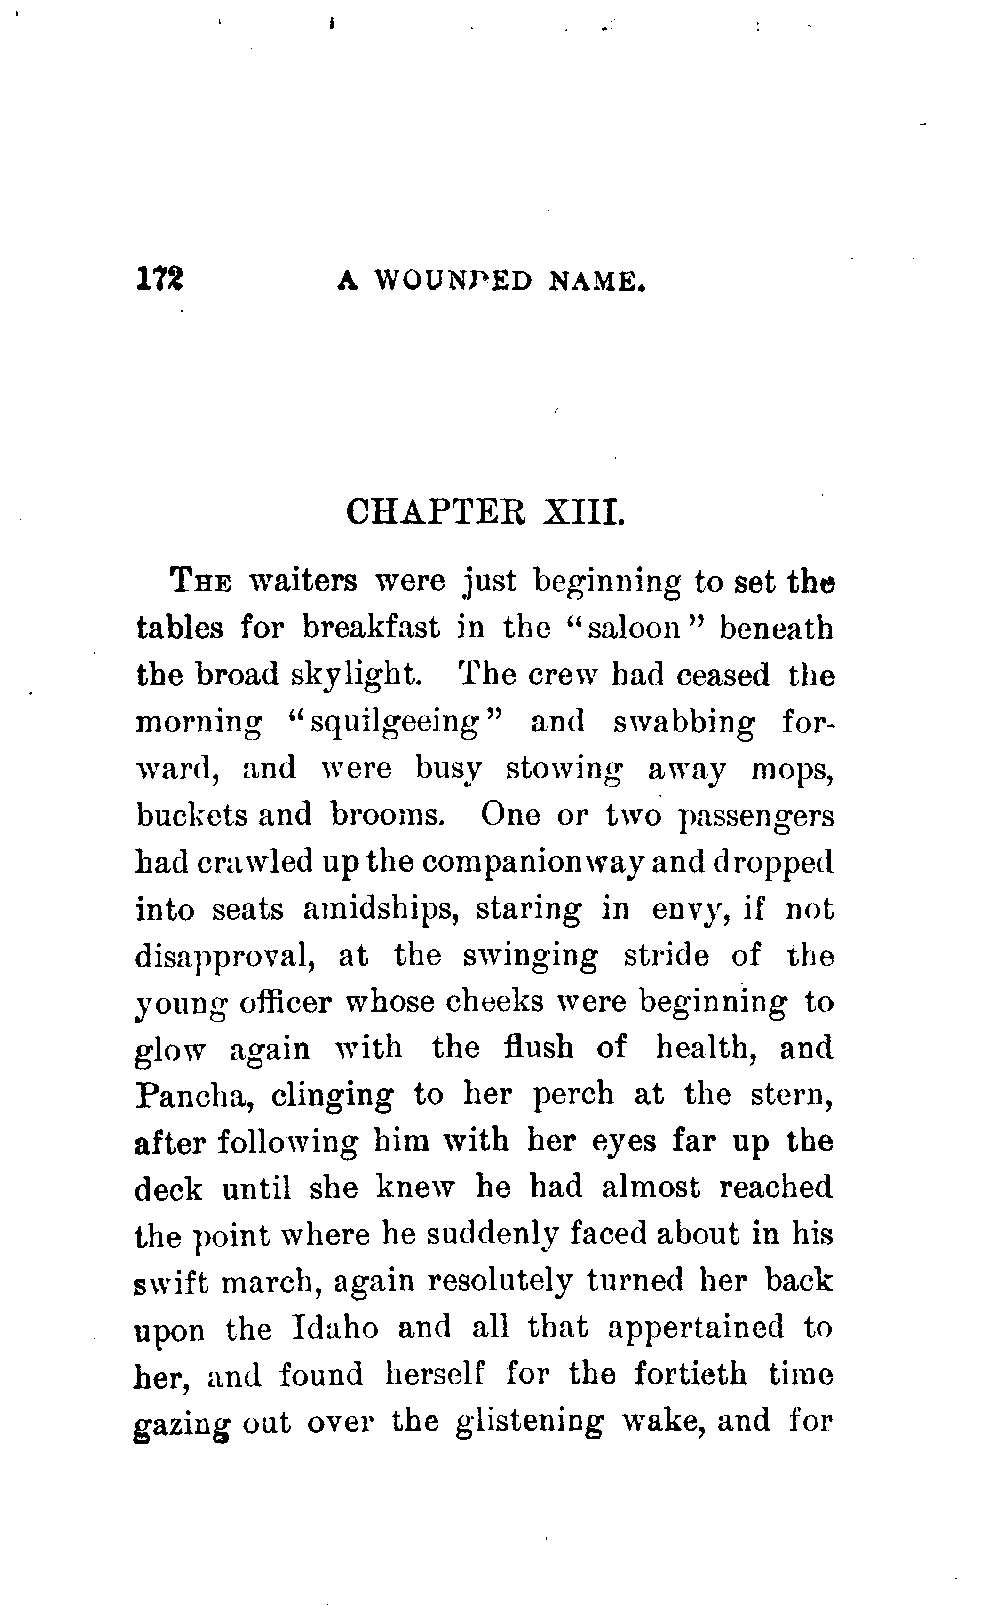 172 A WOUNDED NAME.
CHAPTER XIII.
THE waiters were just beginning to set the
tables for breakfast in the “saloon” beneath
the broad skylight. The crew had ceased the
morning “squilgeeing” and swabbing for-
ward, and were busy stowing away mops,
buckets and brooms. One or two passengers
had crawled up the companionway and dropped
into seats amidships, staring in envy, if not
disapproval, at the swinging stride of the
young officer whose cheeks were beginning to
glow again with the flush of health, and
Pancha, clinging to her perch at the stern,
after following him with her eyes far up the
deck until she knew he had almost reached
the point where he suddenly faced about in his
swift march, again resolutely turned her back
upon the Idaho and all that appertained to
her, and found herself for the fortieth time
gazing out over the glistening wake, and for